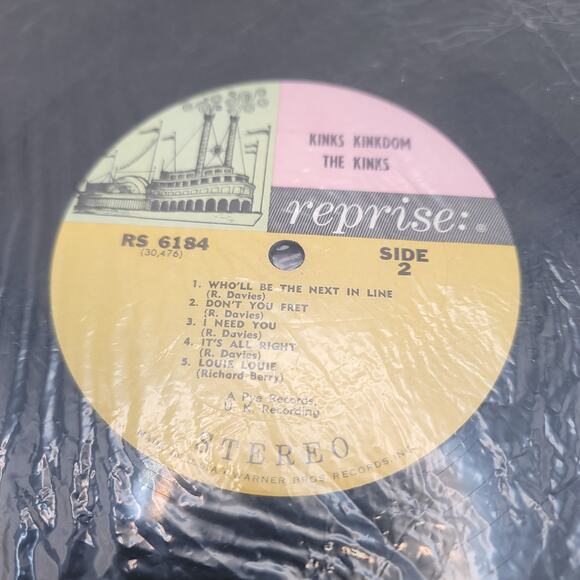 KINKS KINKDOM
THE KINKS
reprise: ®
RS 6184
(30,476)
SIDE
2
1. WHO'LL BE THE NEXT IN LINE
(R. Davies)
2. DON'T YOU FRET
(R. Davies)
3. I NEED YOU
(R. Davies)
4. IT'S ALL RIGHT
(R. Davies)
5. LOUIE LOUIE
(Richard Berry)
A Pye Records,
U. K. Recording
STEREO
WARNER BROS. RECORDS, INC.